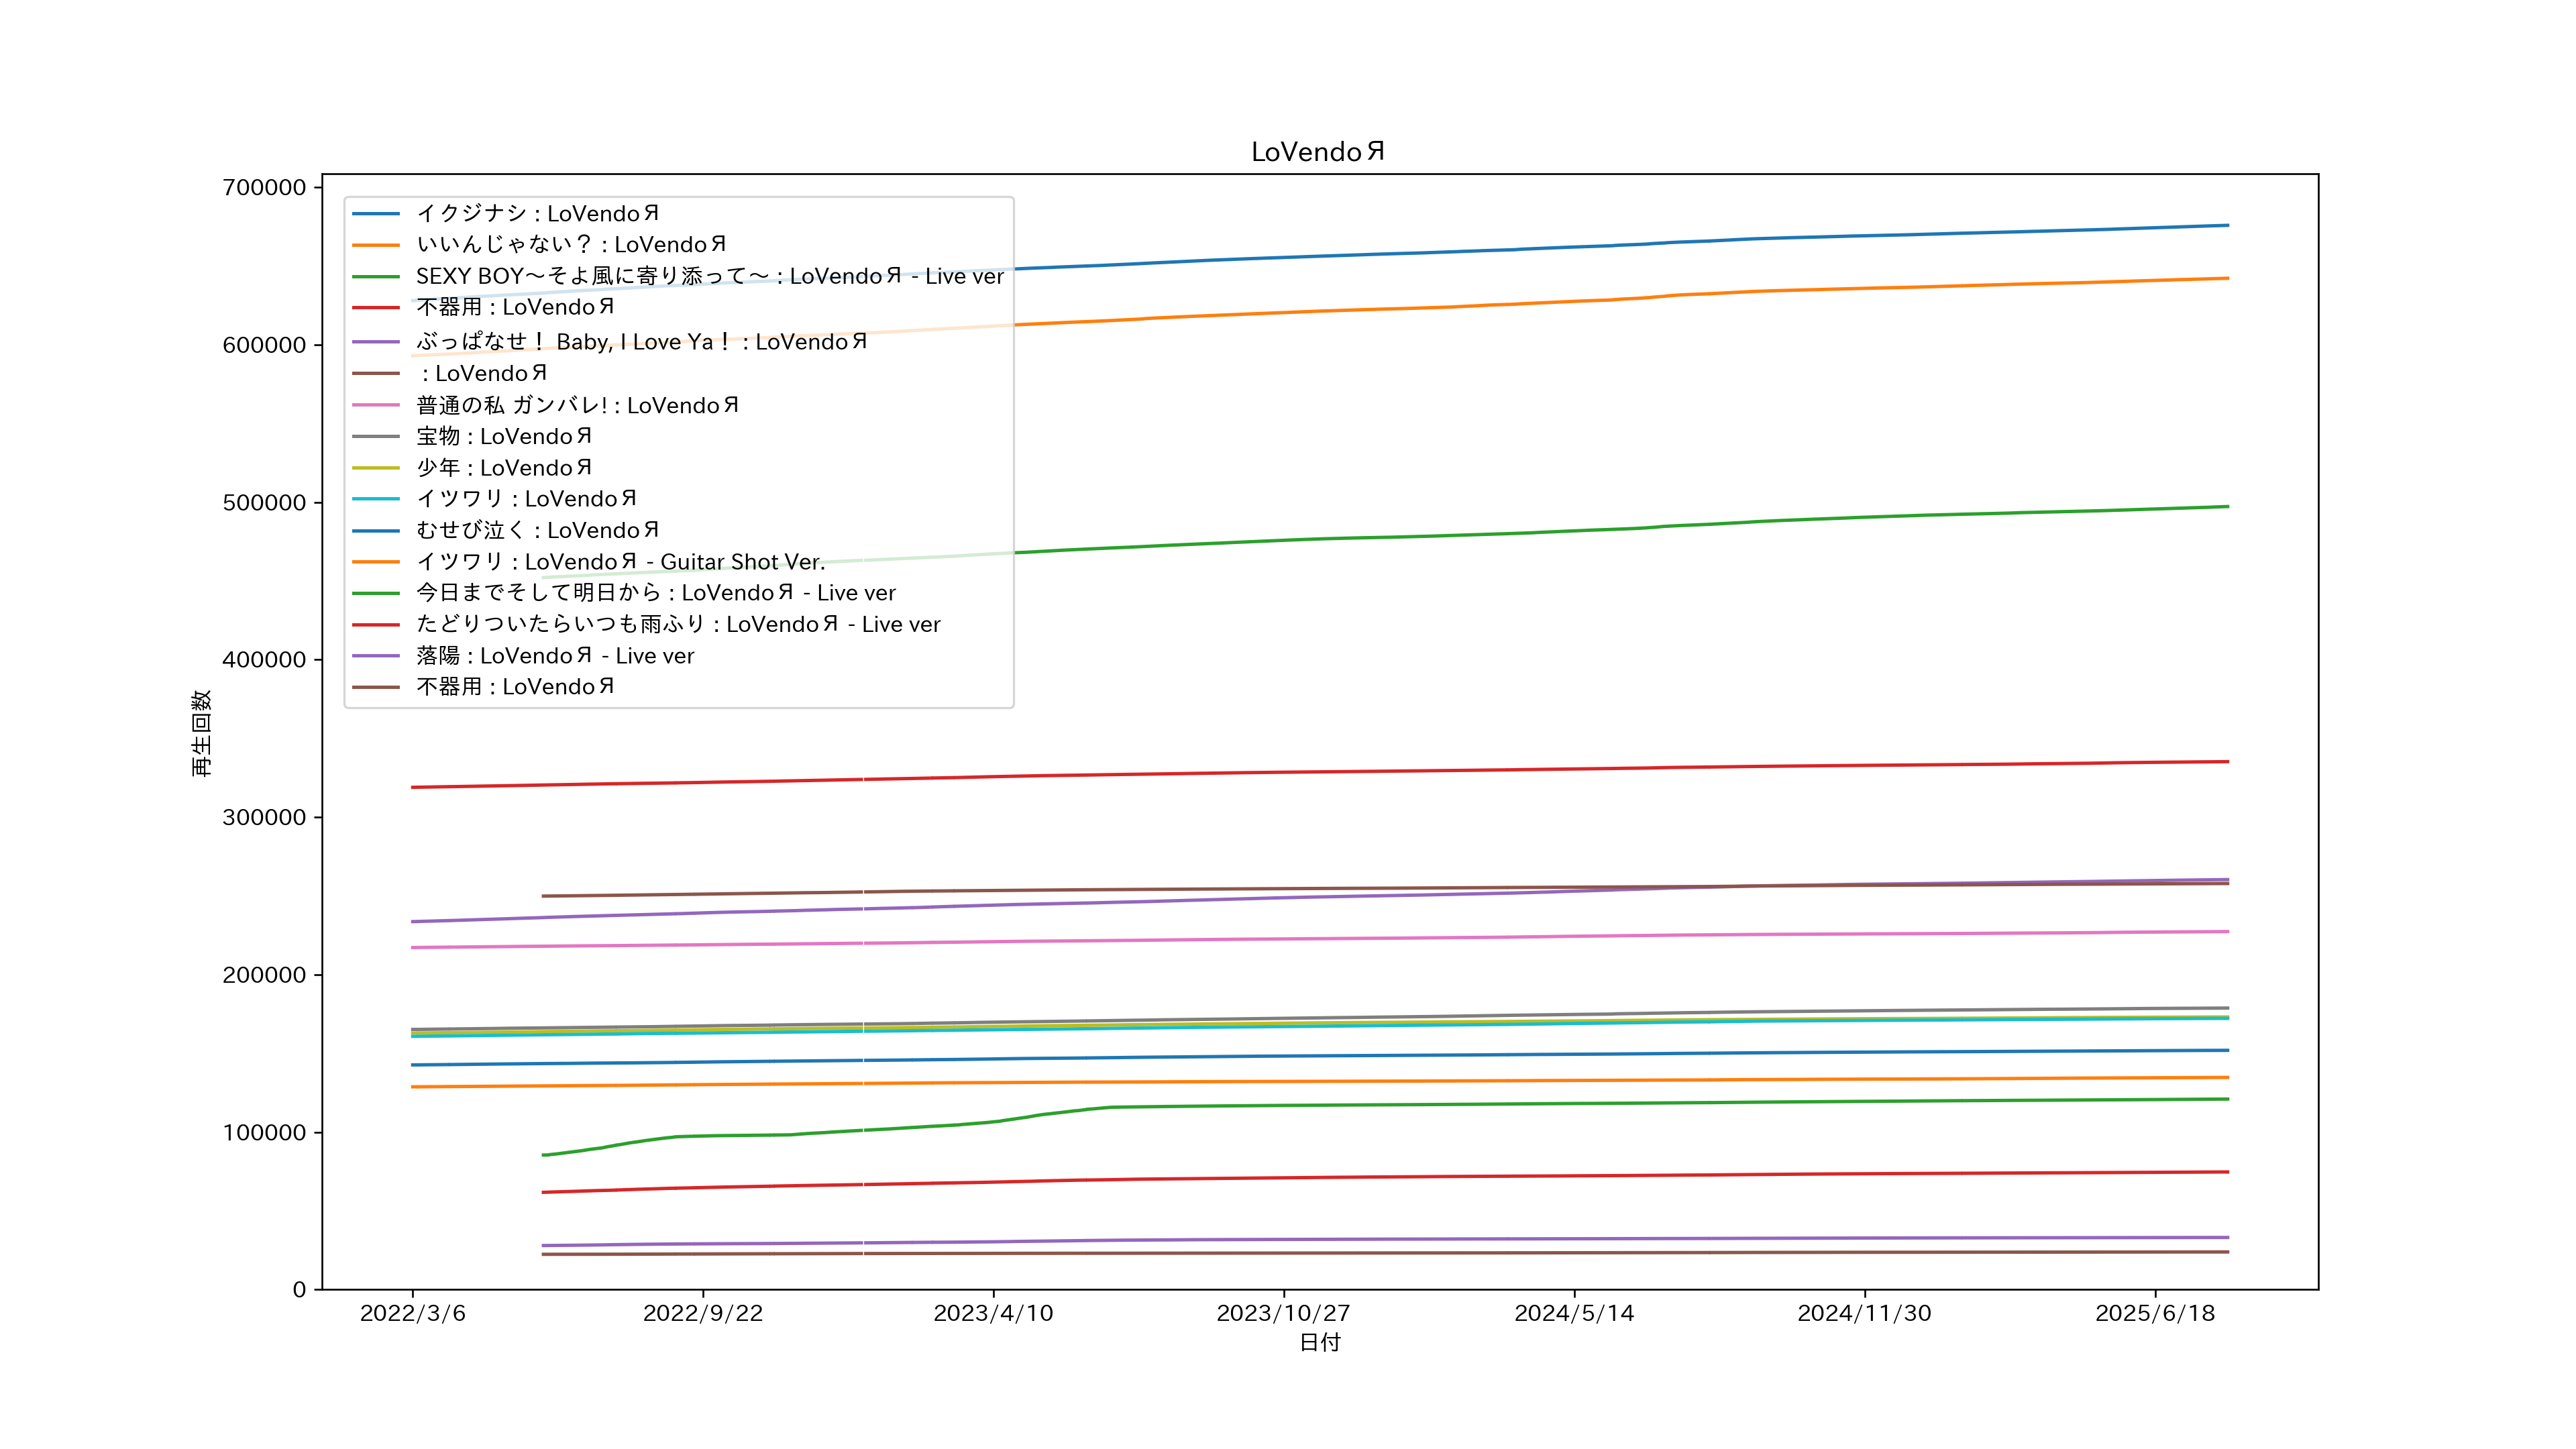 LoVendoЯ
700000
600000
500000
400000
300000
200000
100000
0
再生回数
イクジナシ : LoVendoЯ
いいんじゃない？ : LoVendoЯ
SEXY BOY～そよ風に寄り添って～ : LoVendoЯ - Live ver
不器用 : LoVendoЯ
ぶっぱなせ！ Baby, I Love Ya！ : LoVendoЯ
: LoVendoЯ
普通の私 ガンバレ! : LoVendoЯ
宝物 : LoVendoЯ
少年 : LoVendoЯ
イツワリ : LoVendoЯ
むせび泣く : LoVendoЯ
イツワリ : LoVendoЯ - Guitar Shot Ver.
今日までそして明日から : LoVendoЯ - Live ver
たどりついたらいつも雨ふり : LoVendoЯ - Live ver
落陽 : LoVendoЯ - Live ver
不器用 : LoVendoЯ
2022/3/6
2022/9/22
2023/4/10
2023/10/27
2024/5/14
2024/11/30
2025/6/18
日付